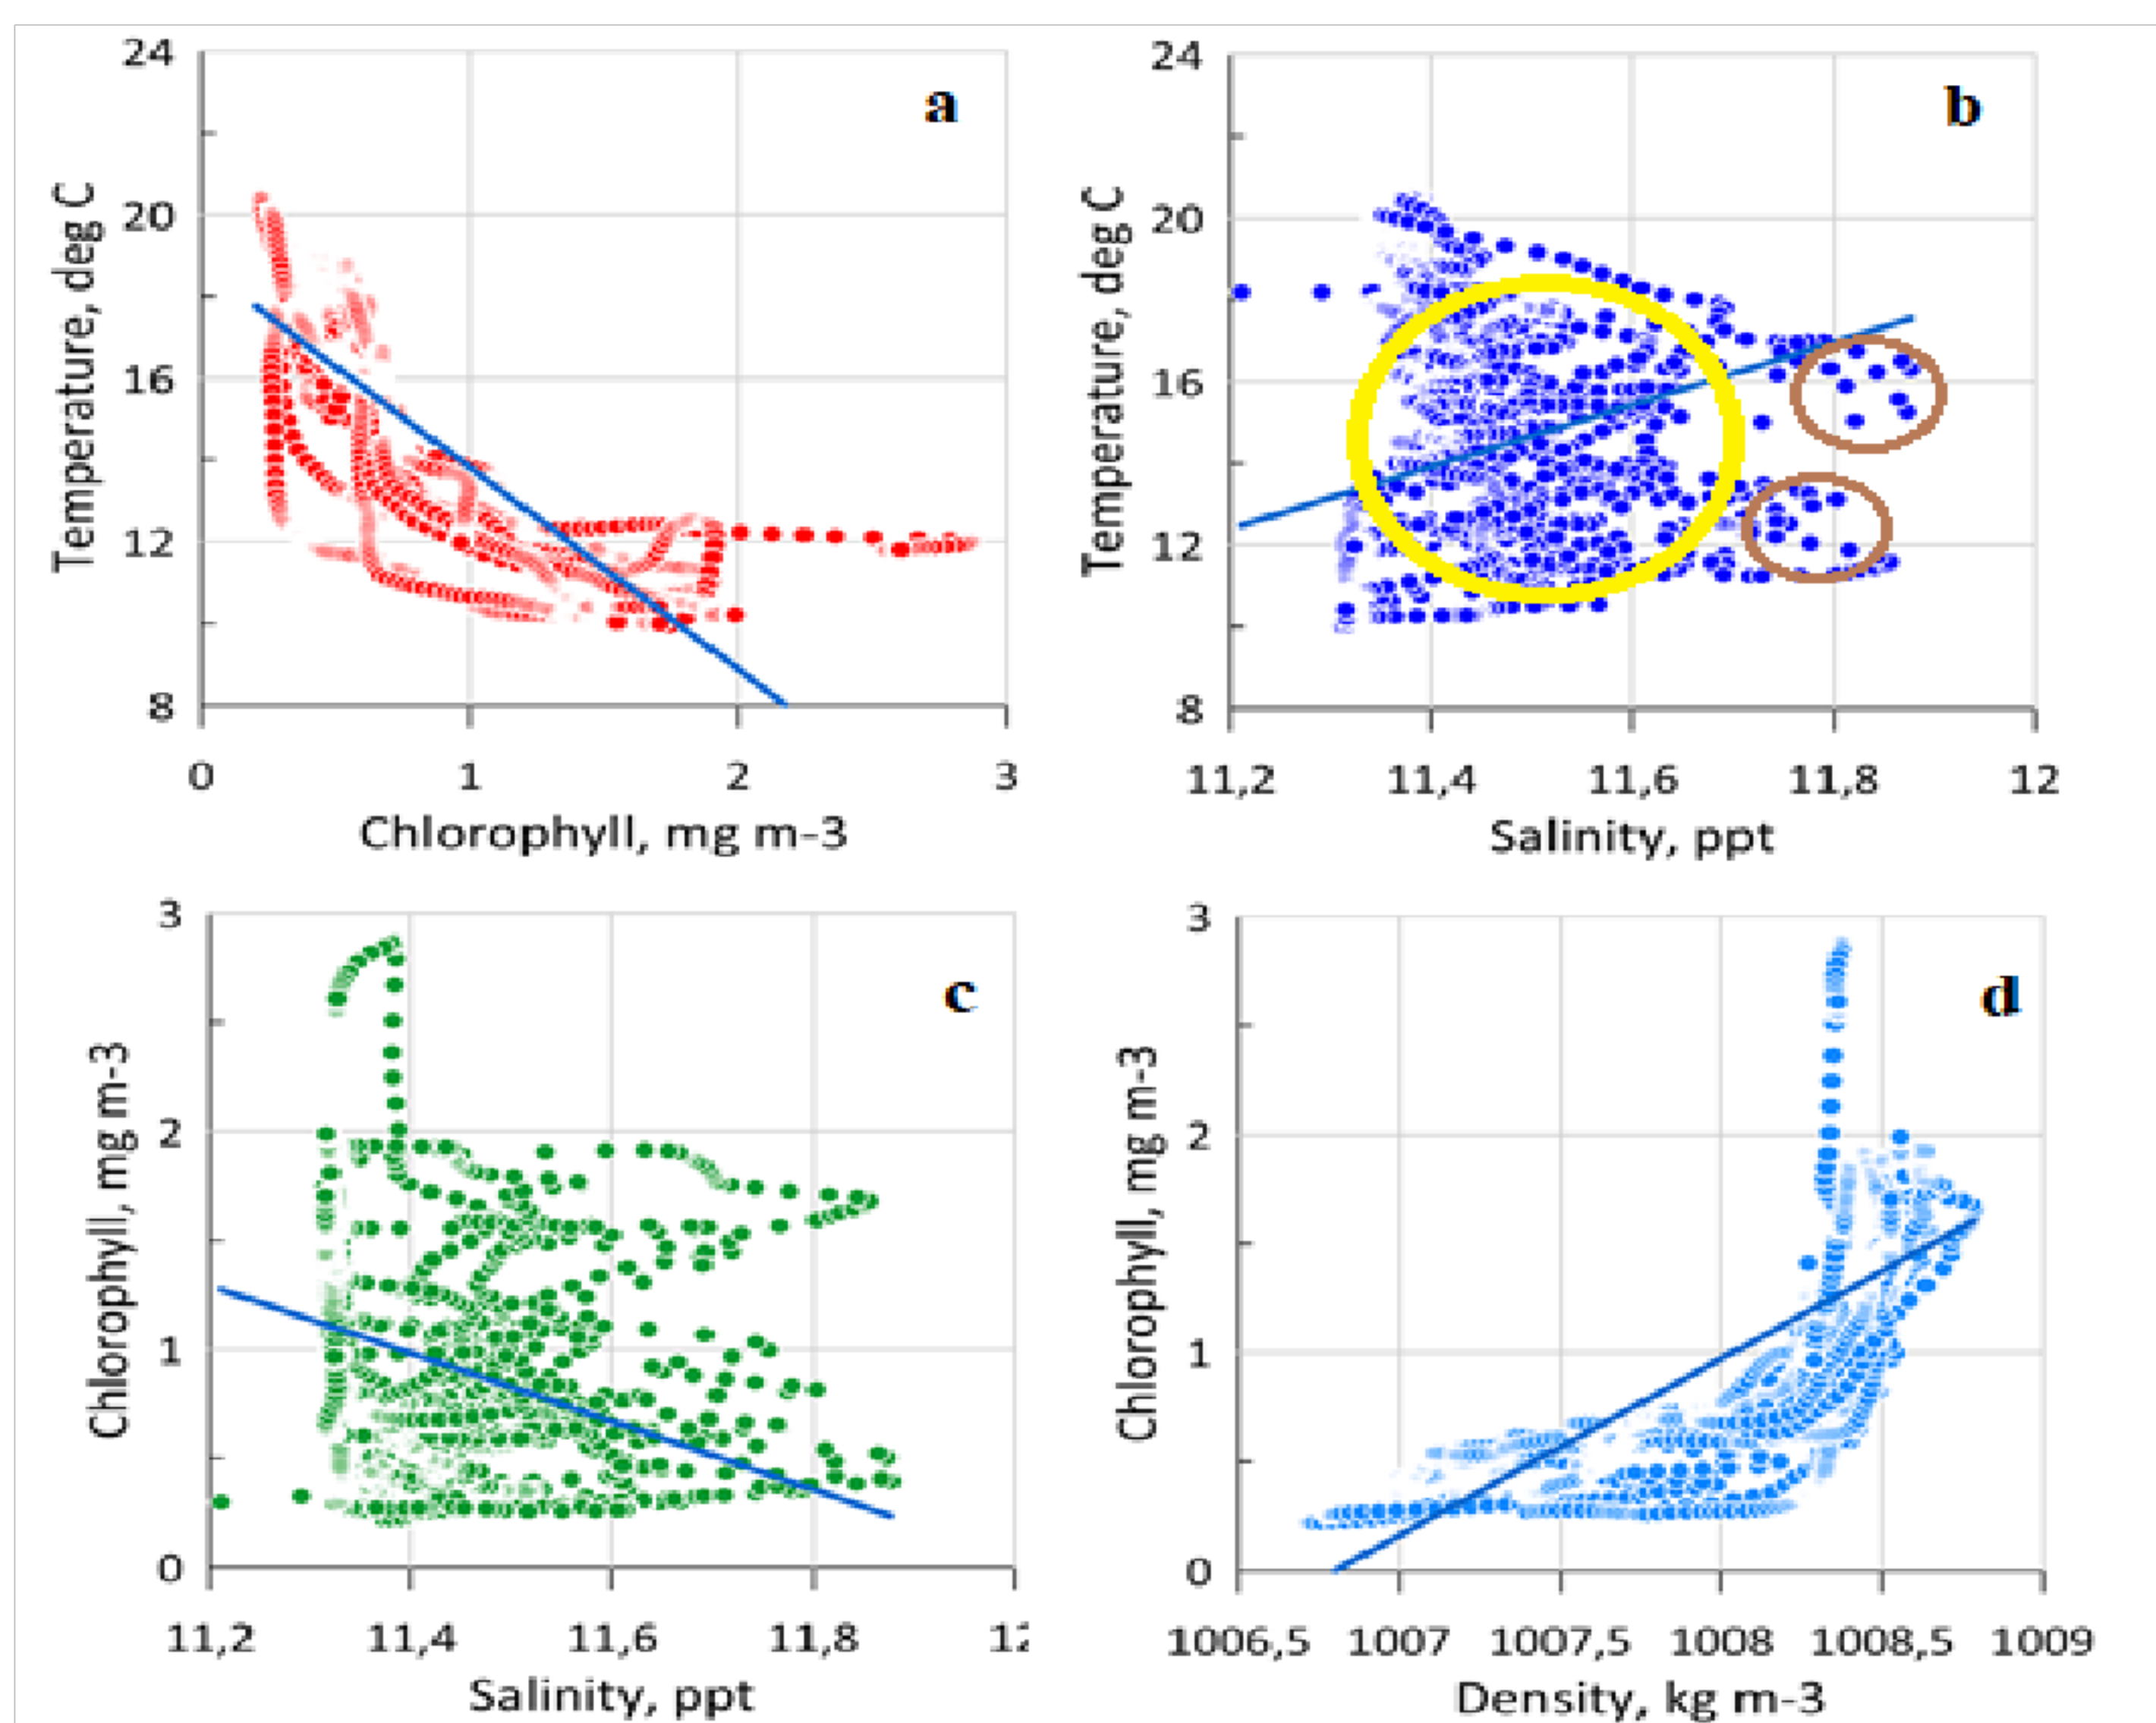 a
24
20
16
12
8
Temperature, deg C
0 1 2 3
Chlorophyll, mg m-3
b
24
20
16
12
8
Temperature, deg C
11,2 11,4 11,6 11,8 12
Salinity, ppt
c
3
2
1
0
Chlorophyll, mg m-3
11,2 11,4 11,6 11,8
Salinity, ppt
d
3
2
1
0
Chlorophyll, mg m-3
1006,5 1007 1007,5 1008 1008,5 1009
Density, kg m-3